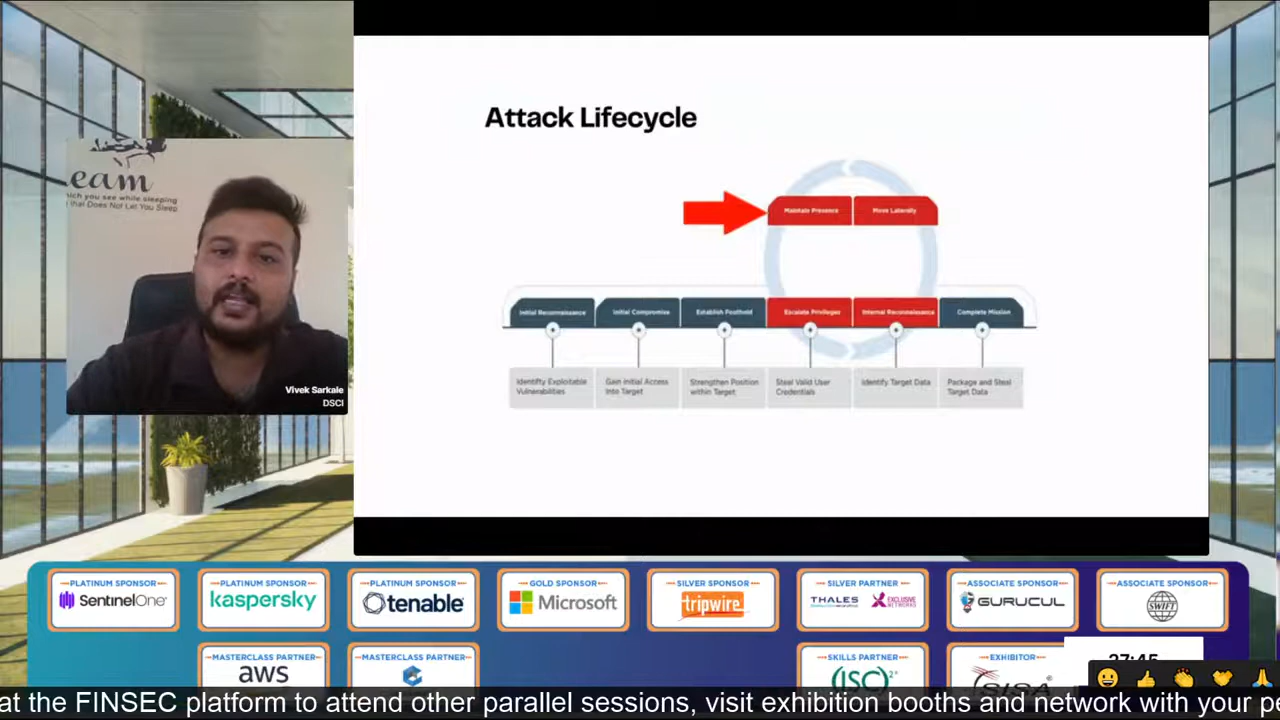 Attack Lifecycle
Maintain Presence
Move Laterally
Initial Reconnaissance
Initial Compromise
Establish Foothold
Escalate Privileges
Internal Reconnaissance
Complete Mission
Identifty Exploitable
Vulnerabilities
Gain Initial Access
Into Target
Strengthen Position
within Target
Steal Valid User
Credentials
Identify Target Data
Package and Steal
Target Data
eam
hich you see while sleeping
that Does Not Let You Sleep
Vivek Sarkale
DSCI
PLATINUM SPONSOR
SentinelOne
PLATINUM SPONSOR
kaspersky
PLATINUM SPONSOR
tenable
GOLD SPONSOR
Microsoft
SILVER SPONSOR
tripwire
SILVER PARTNER
THALES
EXCLUSIVE
NETWORKS
ASSOCIATE SPONSOR
GURUCUL
ASSOCIATE SPONSOR
SWIFT
MASTERCLASS PARTNER
aws
MASTERCLASS PARTNER
SKILLS PARTNER
(ISC)²
EXHIBITOR
SISA
27:45
at the FINSEC platform to attend other parallel sessions, visit exhibition booths and network with your pe